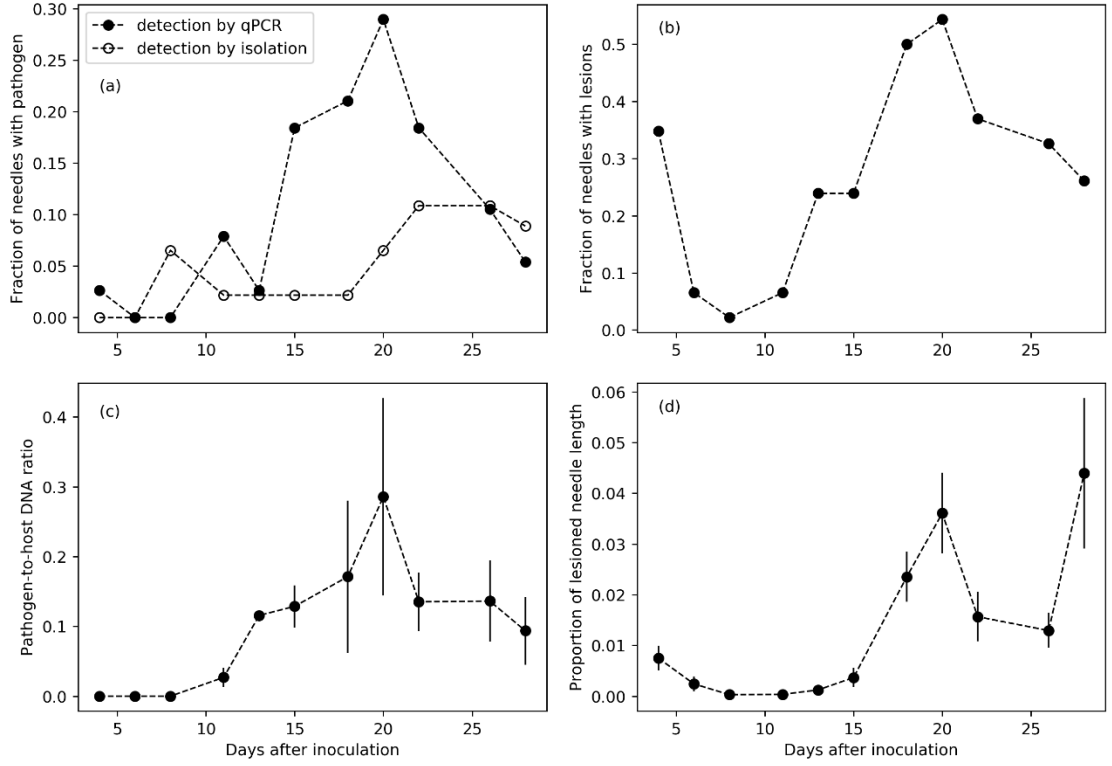 detection by qPCR
detection by isolation
(a)
Fraction of needles with pathogen
0.30
0.25
0.20
0.15
0.10
0.05
0.00
5 10 15 20 25
(b)
Fraction of needles with lesions
0.5
0.4
0.3
0.2
0.1
0.0
5 10 15 20 25
(c)
Pathogen-to-host DNA ratio
0.4
0.3
0.2
0.1
0.0
5 10 15 20 25
Days after inoculation
(d)
Proportion of lesioned needle length
0.06
0.05
0.04
0.03
0.02
0.01
0.00
5 10 15 20 25
Days after inoculation